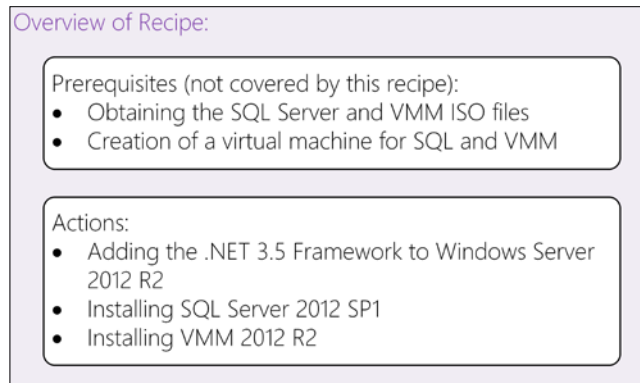 Overview of Recipe:
Prerequisites (not covered by this recipe):
• Obtaining the SQL Server and VMM ISO files
• Creation of a virtual machine for SQL and VMM
Actions:
• Adding the .NET 3.5 Framework to Windows Server
2012 R2
• Installing SQL Server 2012 SP1
• Installing VMM 2012 R2